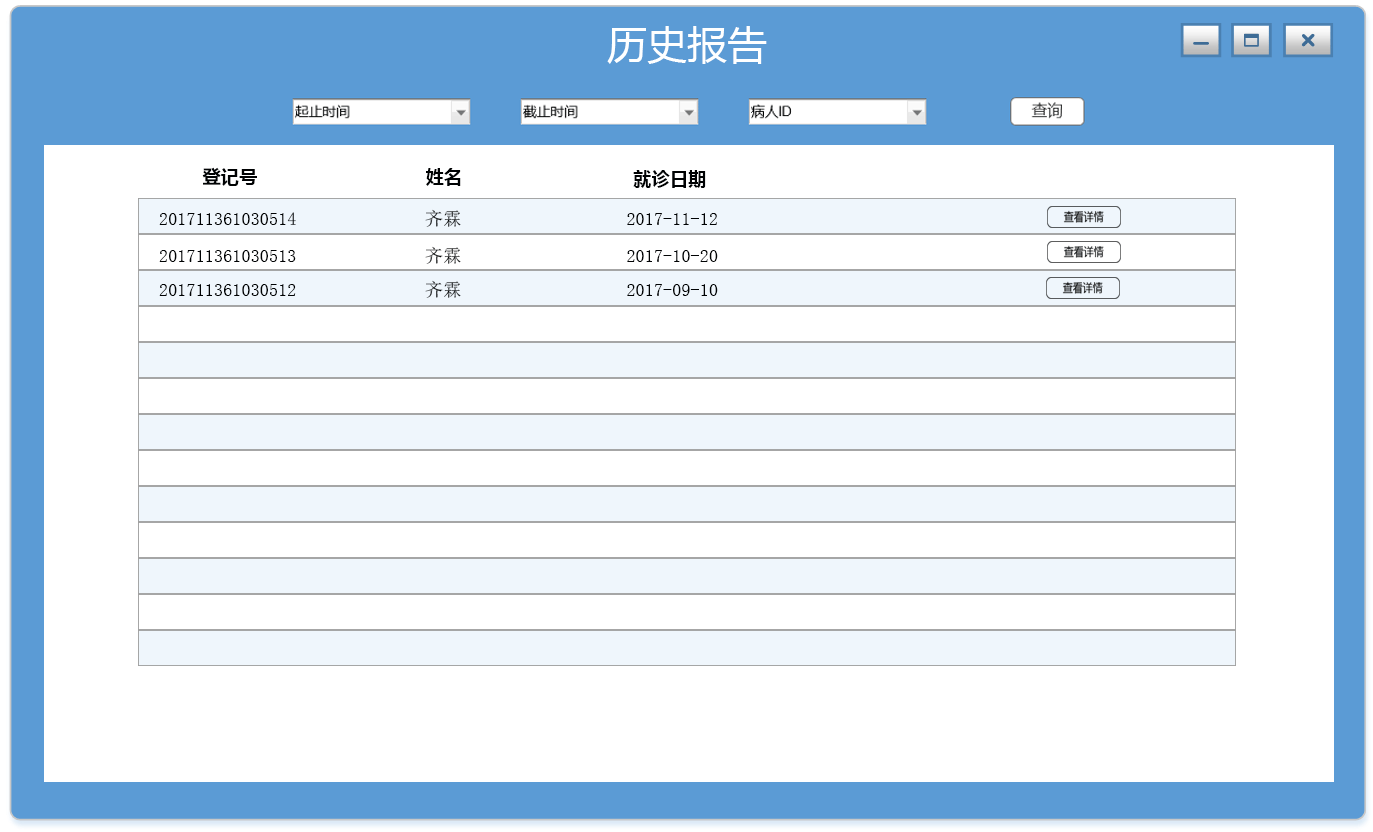 历史报告
起止时间 截止时间 病人ID 查询
登记号 姓名 就诊日期
201711361030514 齐霖 2017-11-12 查看详情
201711361030513 齐霖 2017-10-20 查看详情
201711361030512 齐霖 2017-09-10 查看详情